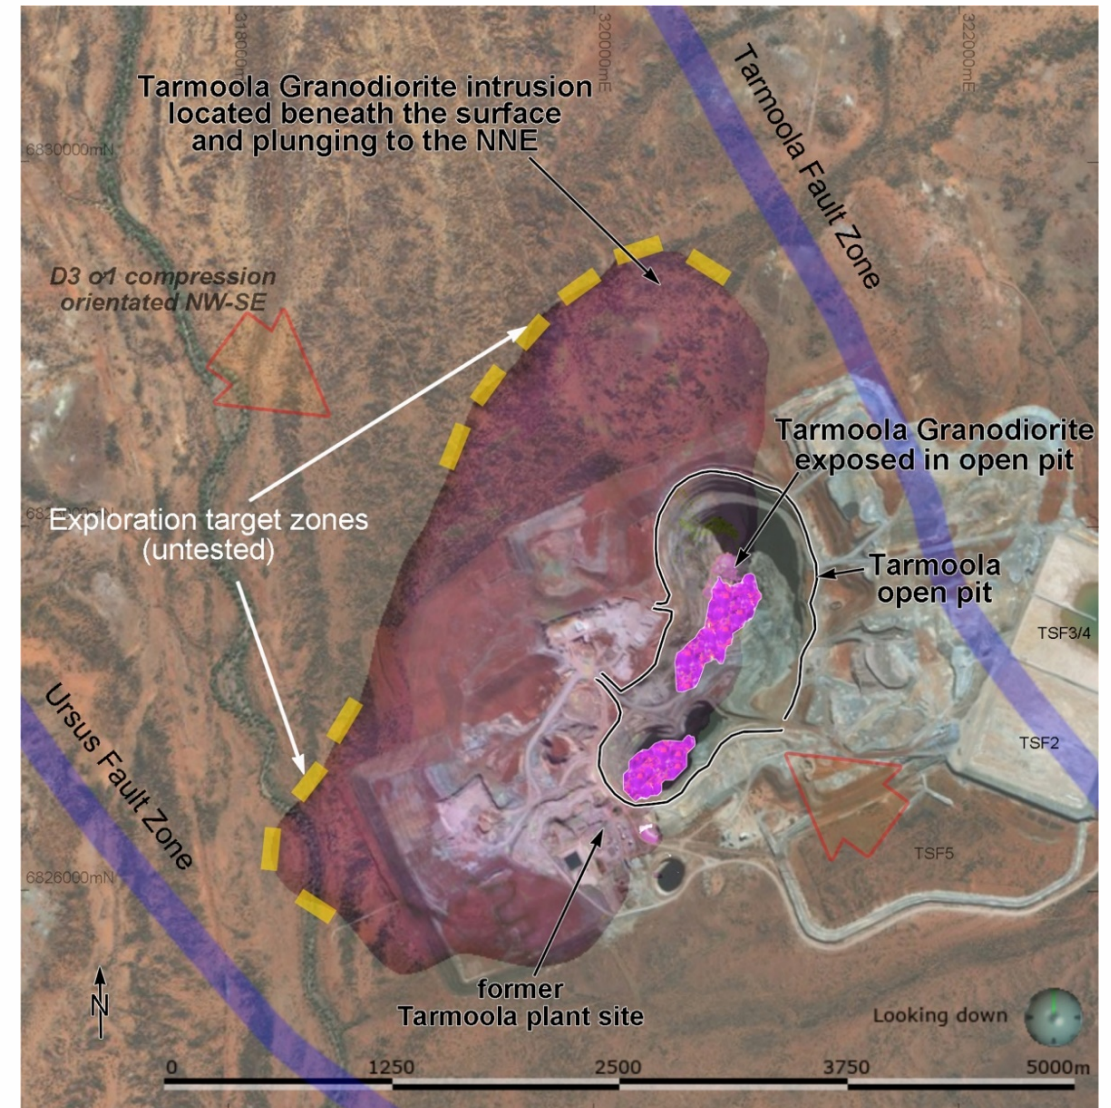 318000mE
320000mE
322000mE
Tarmoola Granodiorite intrusion
located beneath the surface
and plunging to the NNE
Tarmoola Fault Zone
6830000mN
D3 σ1 compression
orientated NW-SE
Tarmoola Granodiorite
exposed in open pit
Exploration target zones
(untested)
Tarmoola
open pit
TSF3/4
TSF2
Ursus Fault Zone
TSF5
6826000mN
former
Tarmoola plant site
N
Looking down
0 1250 2500 3750 5000m